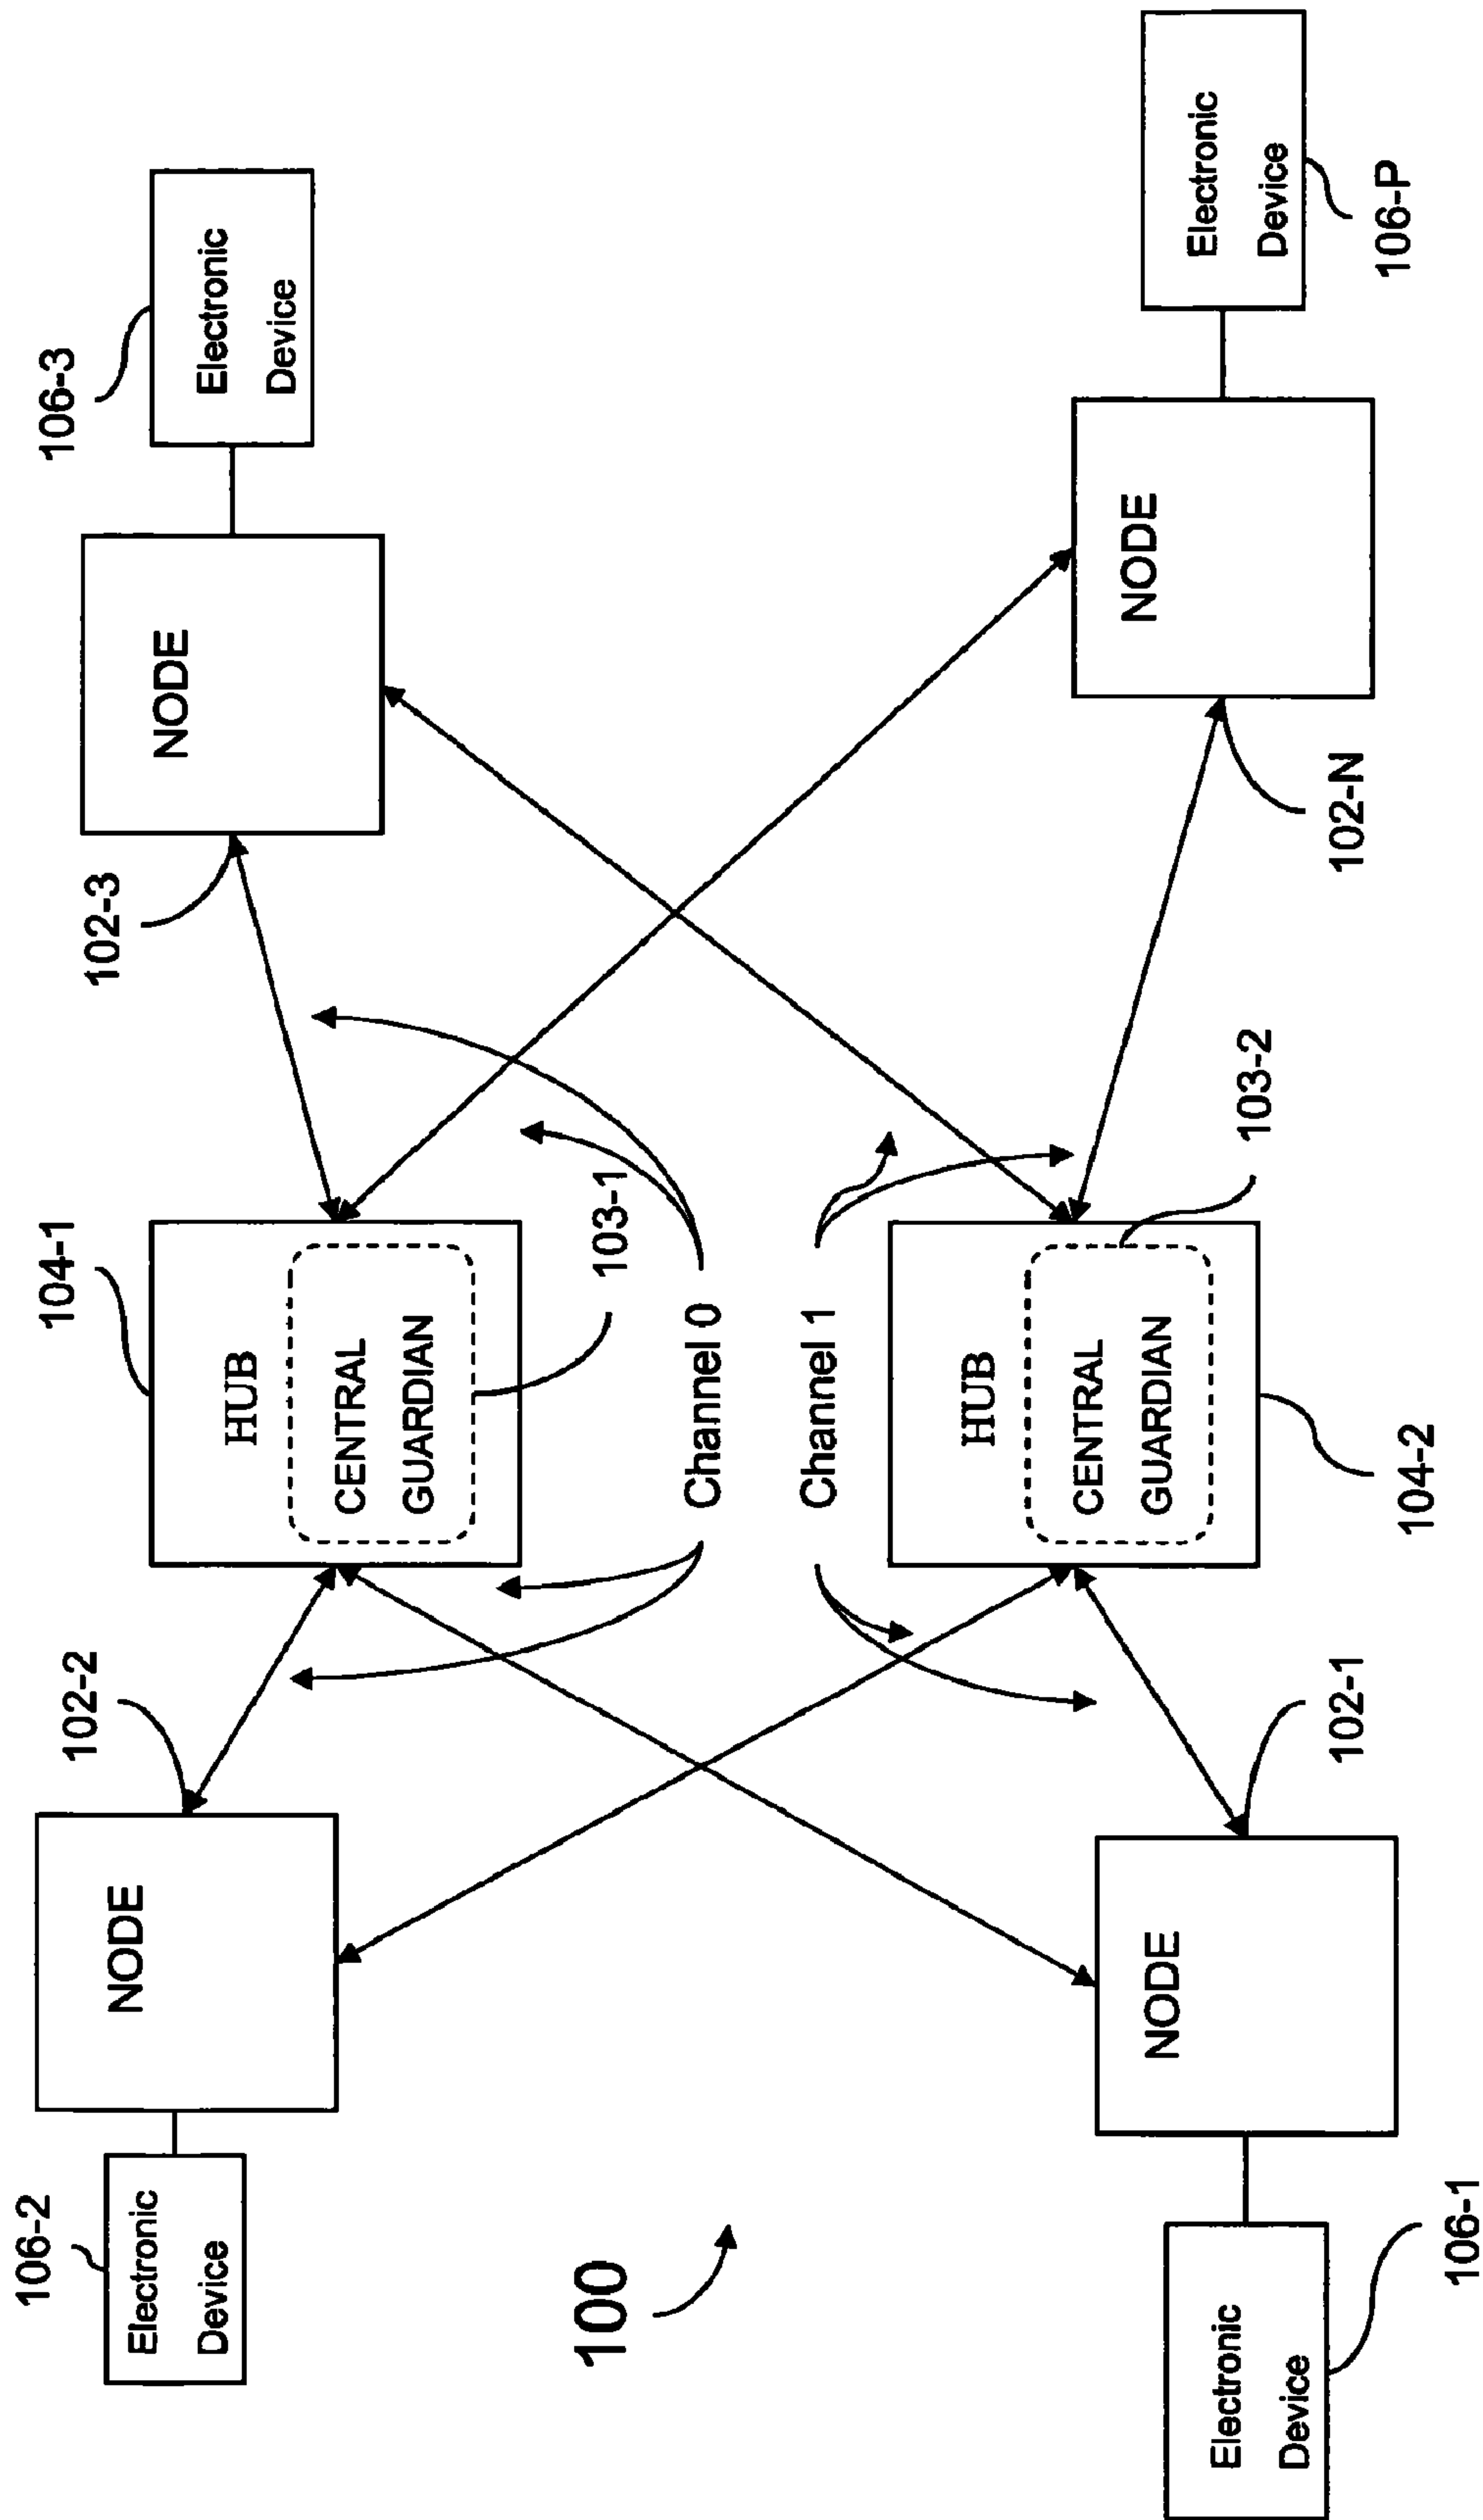 106-2
Electronic
Device
NODE
102-2
104-1
HUB
CENTRAL
GUARDIAN
103-1
102-3
NODE
106-3
Electronic
Device
Channel 0
Channel 1
100
106-1
Electronic
Device
NODE
102-1
104-2
HUB
CENTRAL
GUARDIAN
103-2
102-N
NODE
106-P
Electronic
Device